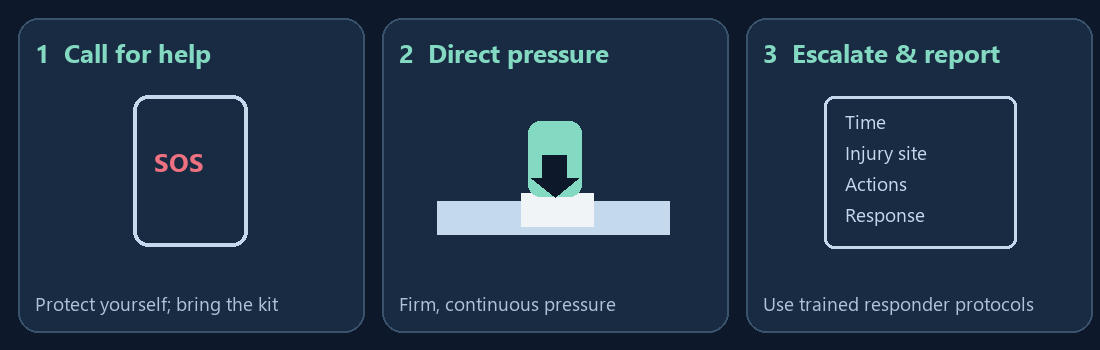 1 Call for help
SOS
Protect yourself; bring the kit
2 Direct pressure
Firm, continuous pressure
3 Escalate & report
Time
Injury site
Actions
Response
Use trained responder protocols